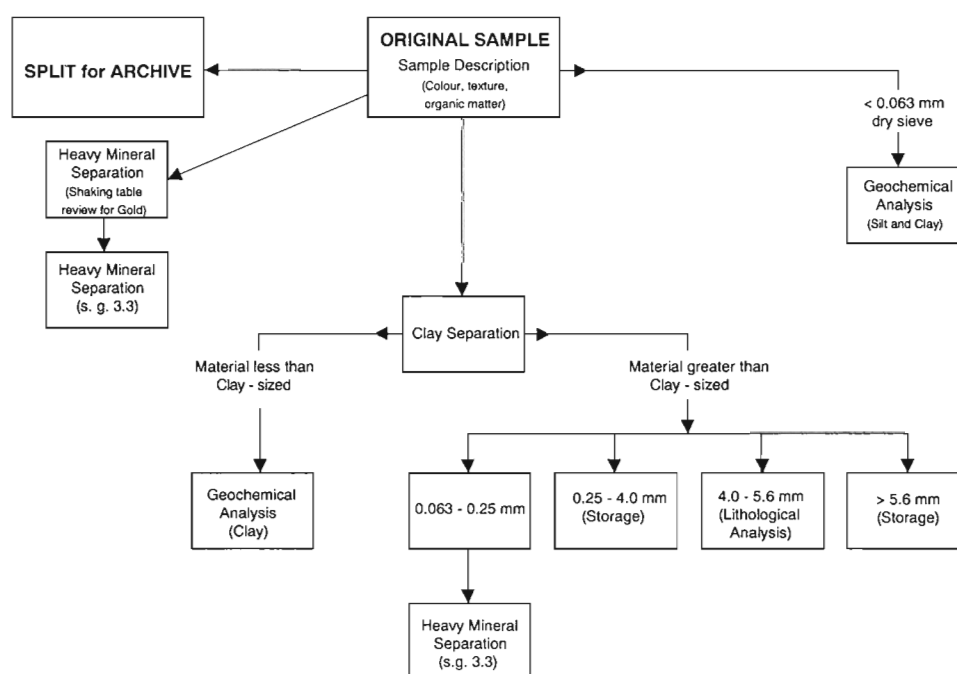 ORIGINAL SAMPLE
Sample Description
(Colour, texture,
organic matter)
SPLIT for ARCHIVE
< 0.063 mm
dry sieve
Heavy Mineral
Separation
(Shaking table
review for Gold)
Geochemical
Analysis
(Silt and Clay)
Heavy Mineral
Separation
(s. g. 3.3)
Clay Separation
Material less than
Clay - sized
Material greater than
Clay - sized
Geochemical
Analysis
(Clay)
0.063 - 0.25 mm
0.25 - 4.0 mm
(Storage)
4.0 - 5.6 mm
(Lithological
Analysis)
> 5.6 mm
(Storage)
Heavy Mineral
Separation
(s.g. 3.3)